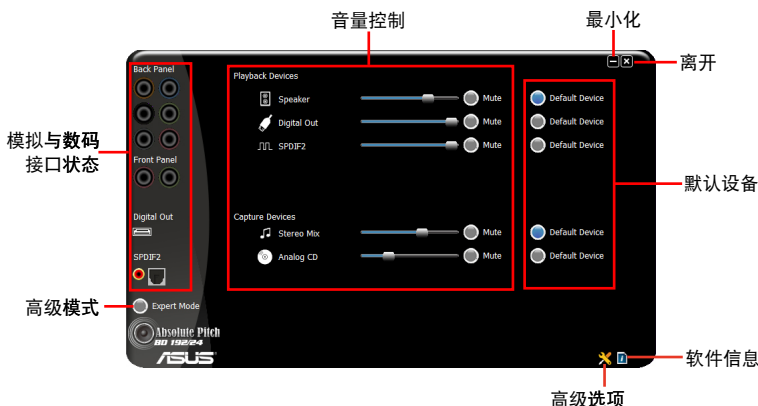 音量控制
最小化
离开
Back Panel
Playback Devices
Speaker
Mute
Default Device
Digital Out
Mute
Default Device
SPDIF2
Mute
Default Device
模拟与数码
接口状态
Front Panel
默认设备
Digital Out
Capture Devices
Stereo Mix
Mute
Default Device
Analog CD
Mute
Default Device
SPDIF2
高级模式
Expert Mode
Absolute Pitch
BD 192/24
ASUS
软件信息
高级选项